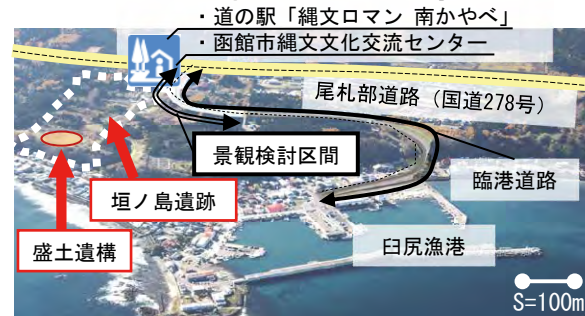 ・道の駅「縄文ロマン 南かやべ」
・函館市縄文文化交流センター
尾札部道路（国道278号）
景観検討区間
臨港道路
垣ノ島遺跡
盛土遺構
臼尻漁港
S=100m